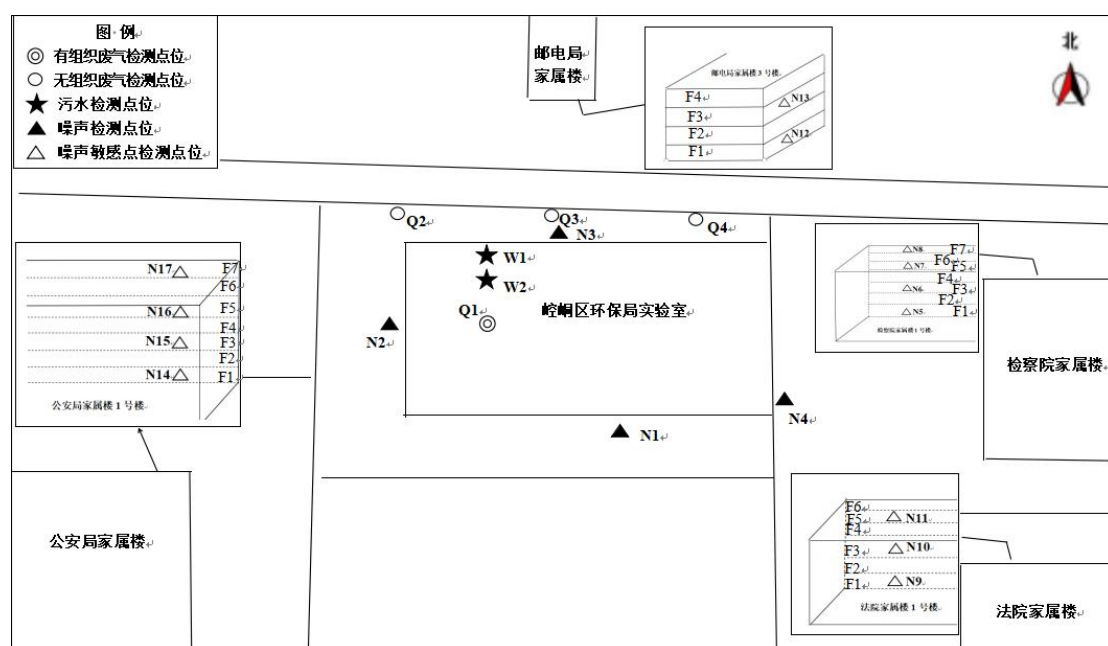 图 例
有组织废气检测点位
无组织废气检测点位
污水检测点位
噪声检测点位
噪声敏感点检测点位
邮电局
家属楼
邮电局家属楼3号楼
F4
F3
F2
F1
N13
N12
北
Q2
Q3
Q4
N3
W1
W2
Q1
崆峒区环保局实验室
N2
N4
N1
N17
F7
F6
N16
F5
F4
N15
F3
F2
N14
F1
公安局家属楼1号楼
公安局家属楼
N8
F7
F6
N7
F5
F4
N6
F3
F2
N5
F1
检察院家属楼1号楼
检察院家属楼
F6
F5
N11
F4
F3
N10
F2
F1
N9
法院家属楼1号楼
法院家属楼